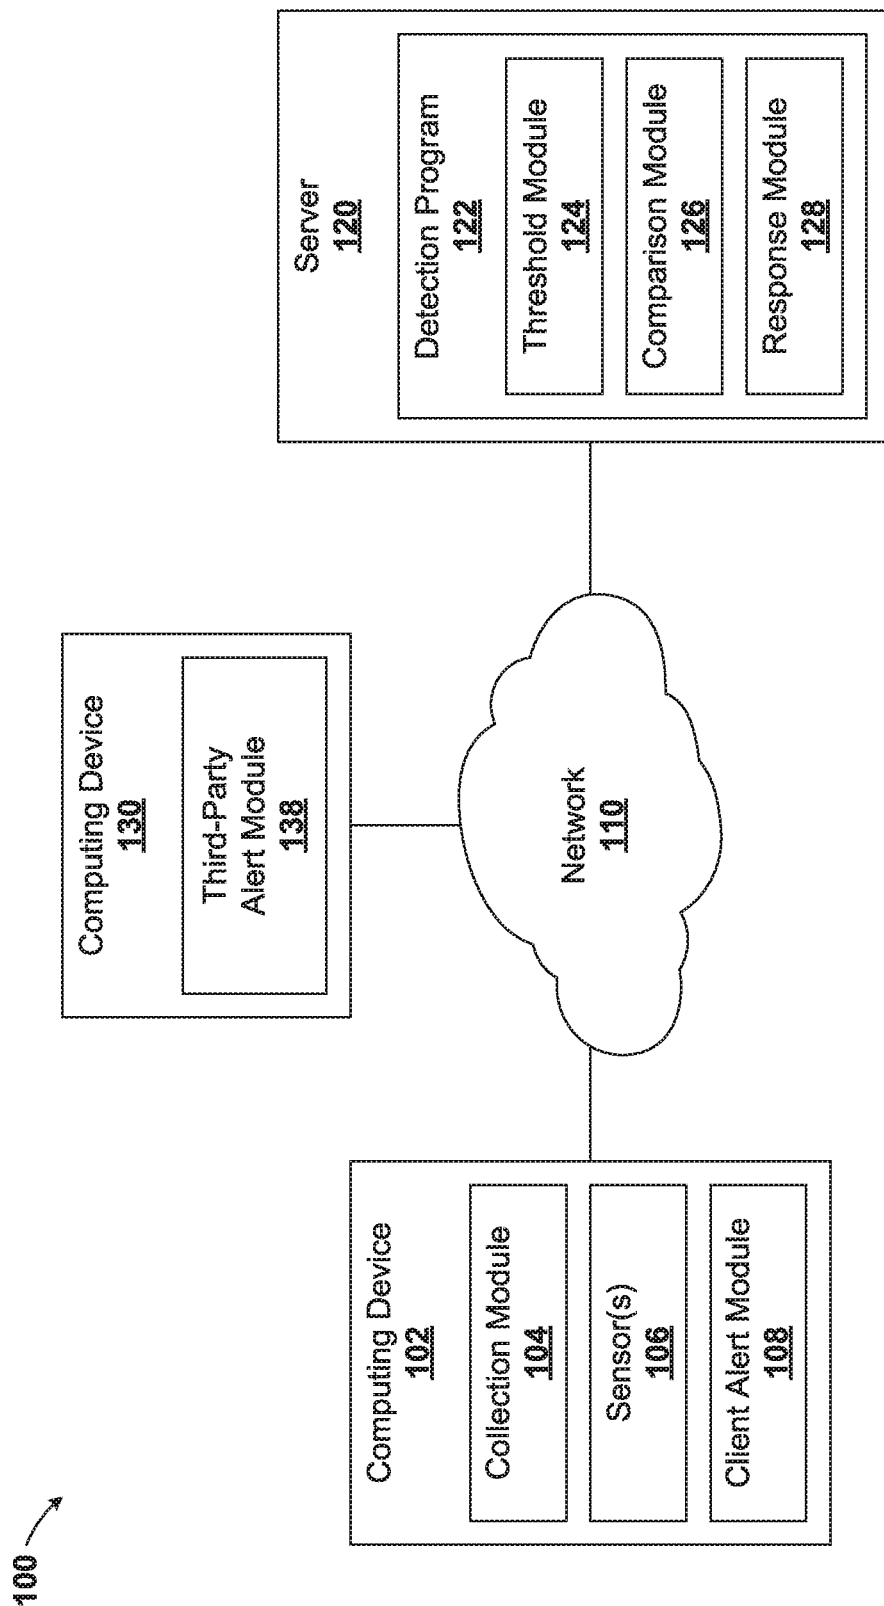 100
Computing Device
102
Collection Module
104
Sensor(s)
106
Client Alert Module
108
Computing Device
130
Third-Party
Alert Module
138
Network
110
Server
120
Detection Program
122
Threshold Module
124
Comparison Module
126
Response Module
128